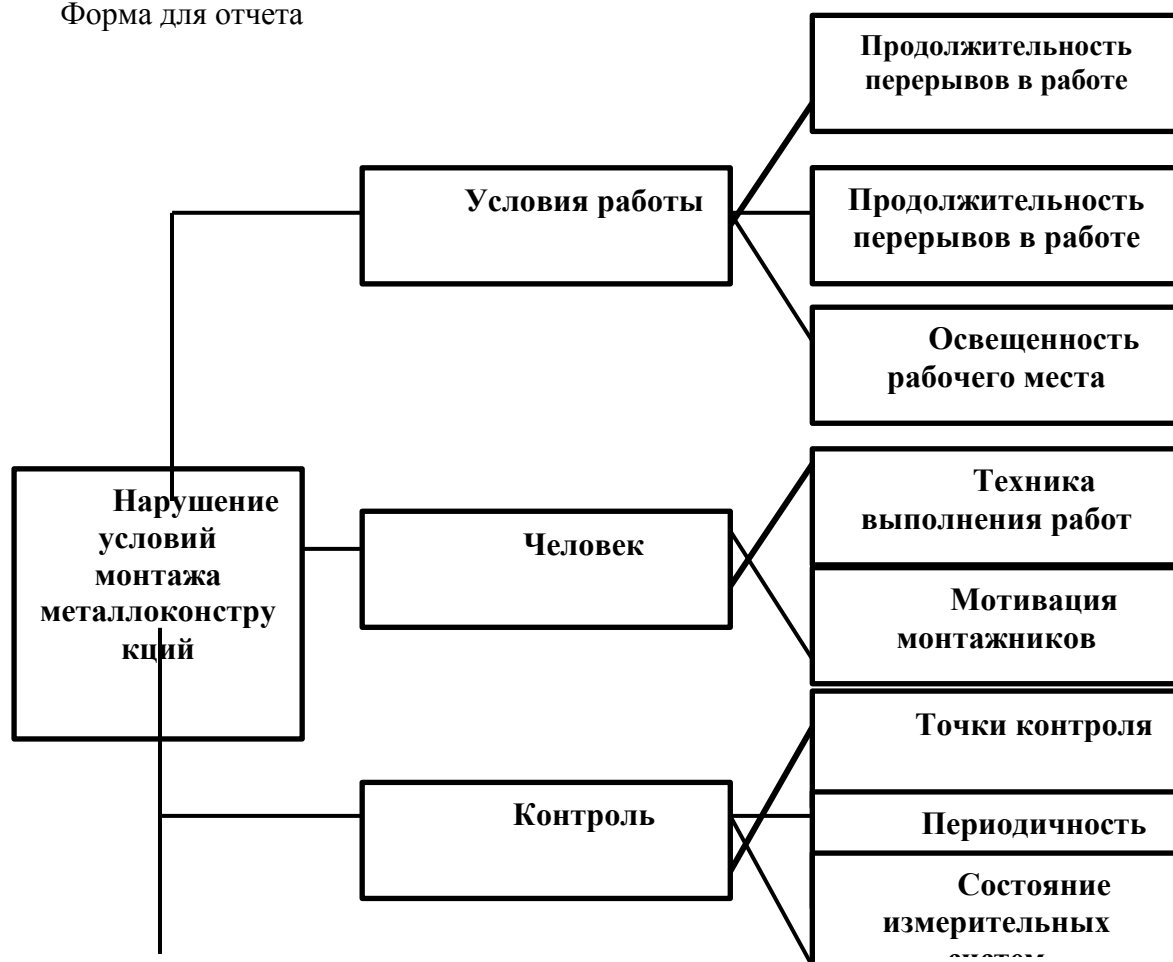 Форма для отчета
Продолжительность
перерывов в работе
Условия работы
Продолжительность
перерывов в работе
Освещенность
рабочего места
Нарушение
условий
монтажа
металлоконстру
кций
Человек
Техника
выполнения работ
Мотивация
монтажников
Контроль
Точки контроля
Периодичность
Состояние
измерительных
систем